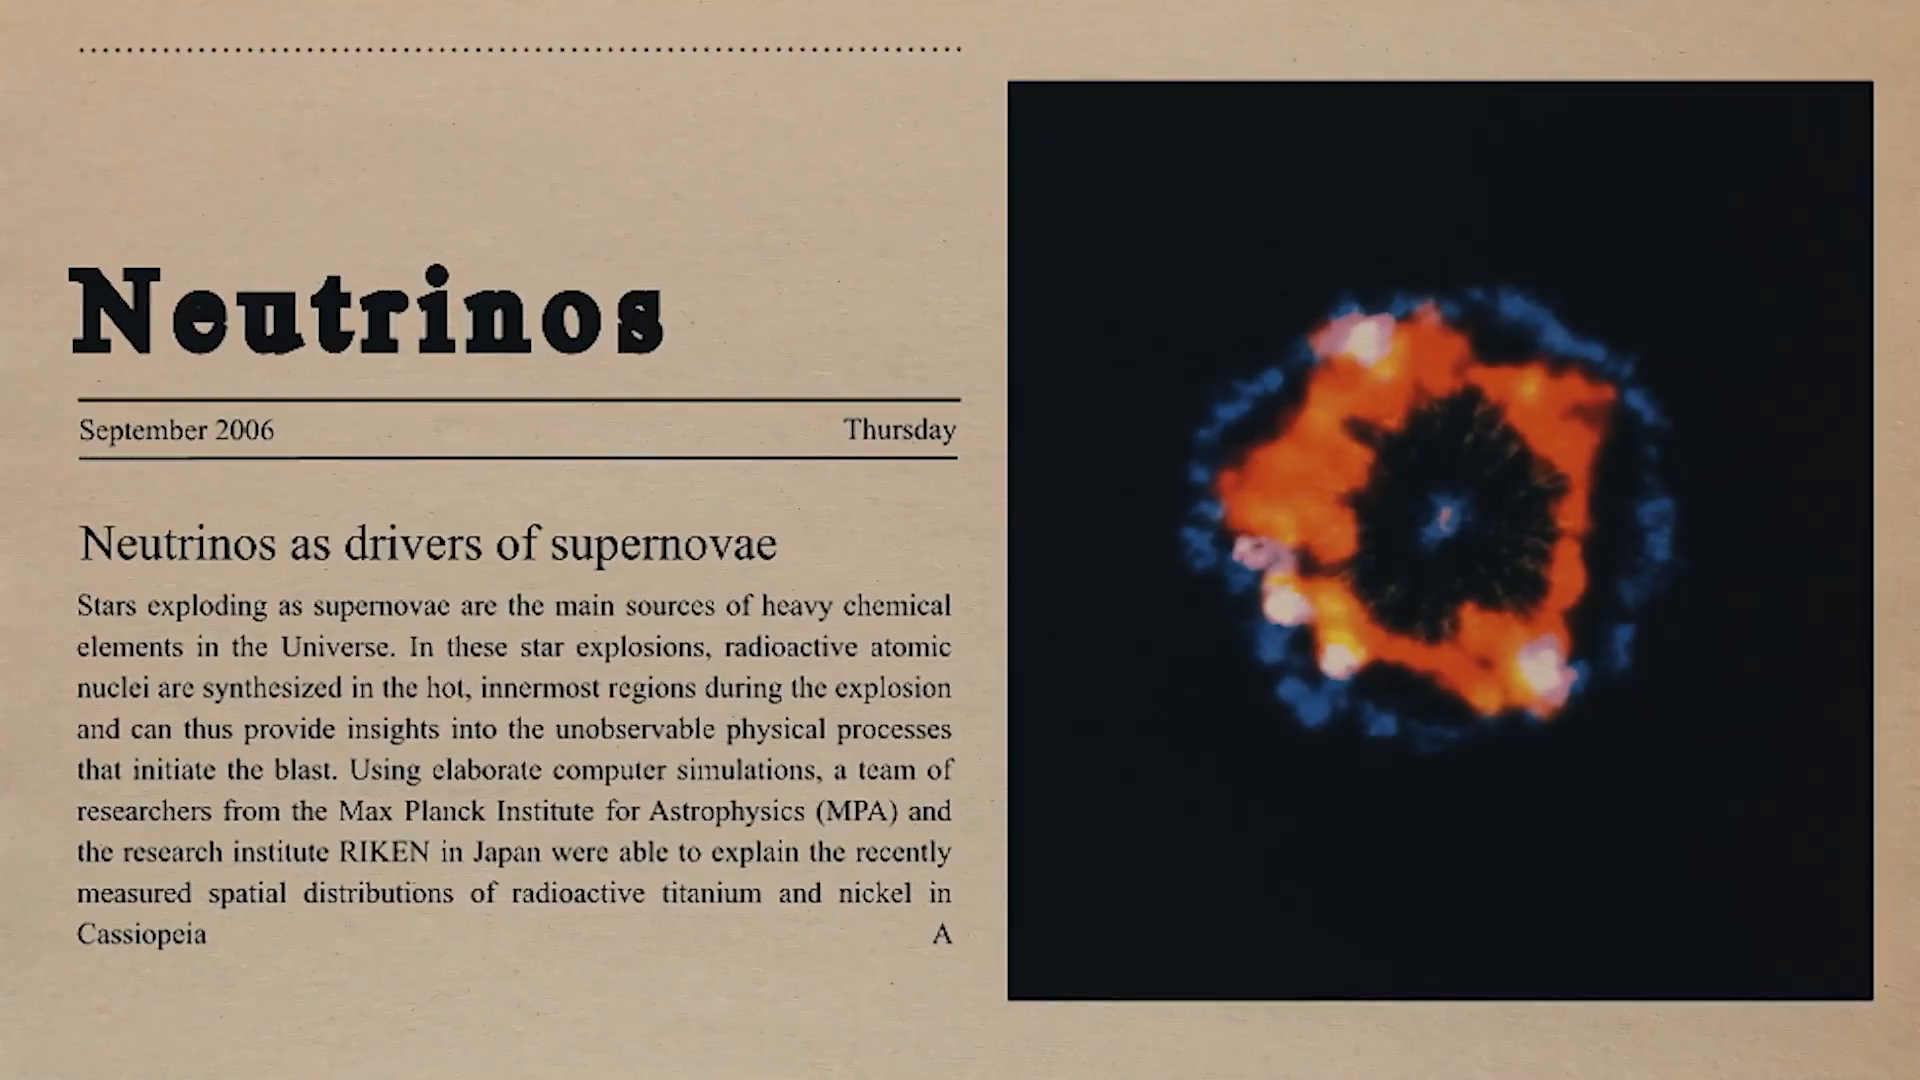 Neutrinos
September 2006 Thursday
Neutrinos as drivers of supernovae
Stars exploding as supernovae are the main sources of heavy chemical
elements in the Universe. In these star explosions, radioactive atomic
nuclei are synthesized in the hot, innermost regions during the explosion
and can thus provide insights into the unobservable physical processes
that initiate the blast. Using elaborate computer simulations, a team of
researchers from the Max Planck Institute for Astrophysics (MPA) and
the research institute RIKEN in Japan were able to explain the recently
measured spatial distributions of radioactive titanium and nickel in
Cassiopeia A